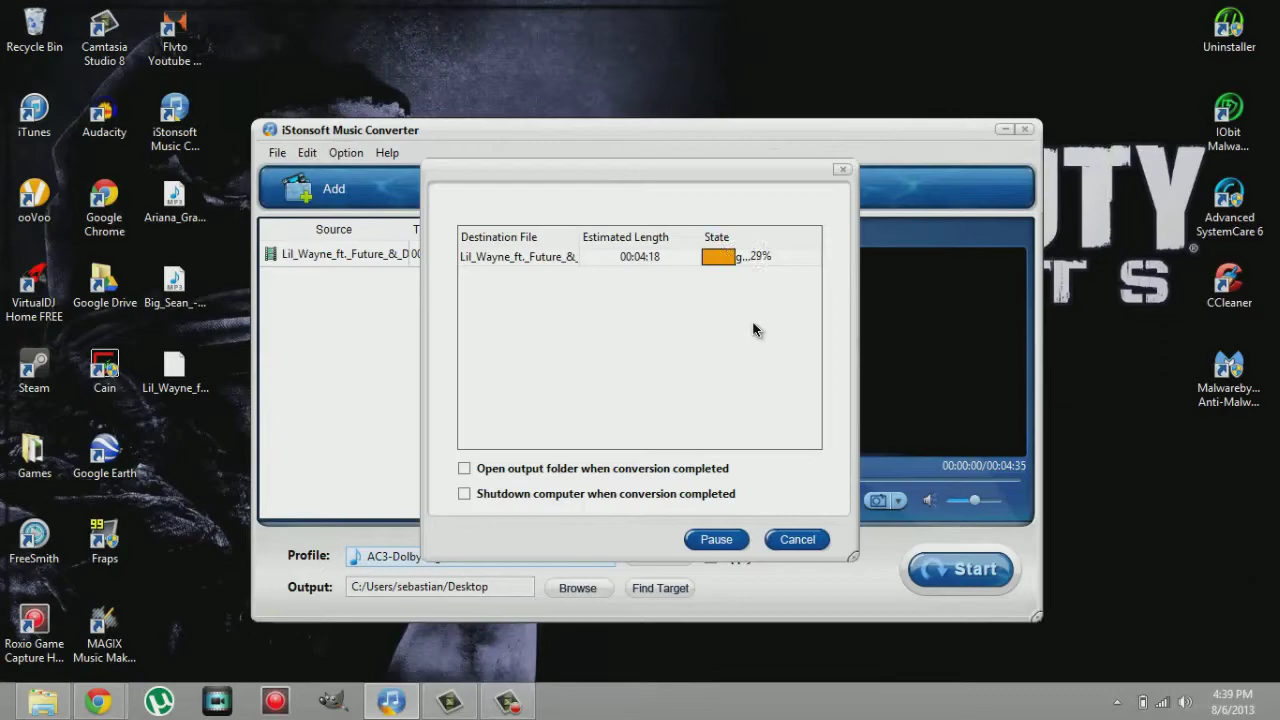 Recycle Bin
Camtasia
Studio 8
Flvto
Youtube ...
iTunes
Audacity
iStonsoft
Music C...
ooVoo
Google
Chrome
Ariana_Gra...
VirtualDJ
Home FREE
Google Drive
Big_Sean_-...
Steam
Cain
Lil_Wayne_f...
Games
Google Earth
FreeSmith
99
Fraps
Roxio Game
Capture H...
MAGIX
Music Mak...
iStonsoft Music Converter
File Edit Option Help
Add
Source
Lil_Wayne_ft._Future_&_D
Destination File Estimated Length State
Lil_Wayne_ft._Future_&_ 00:04:18 g...29%
Open output folder when conversion completed
Shutdown computer when conversion completed
Pause Cancel
00:00:00/00:04:35
Profile: AC3-Dolby
Output: C:/Users/sebastian/Desktop Browse Find Target
Start
UTY
®
TS
Uninstaller
IObit
Malwa...
Advanced
SystemCare 6
CCleaner
Malwareby...
Anti-Malw...
4:39 PM
8/6/2013